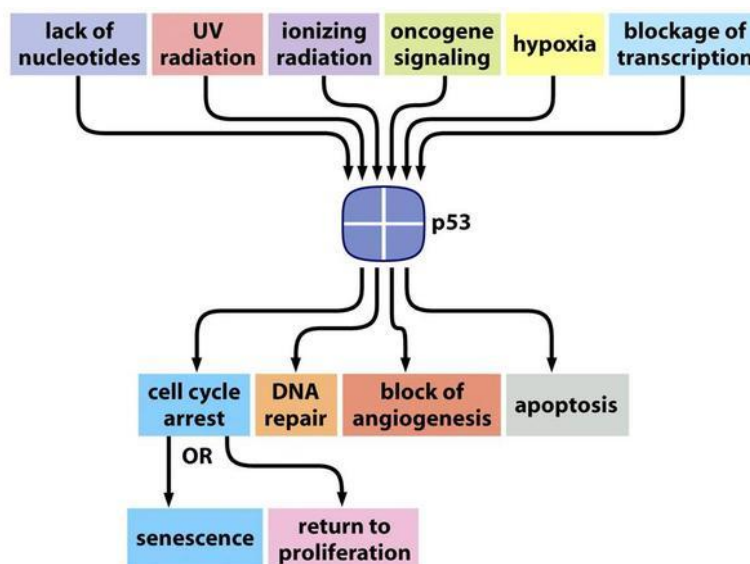 lack of
nucleotides
UV
radiation
ionizing
radiation
oncogene
signaling
hypoxia
blockage of
transcription
p53
cell cycle
arrest
DNA
repair
block of
angiogenesis
apoptosis
OR
senescence
return to
proliferation